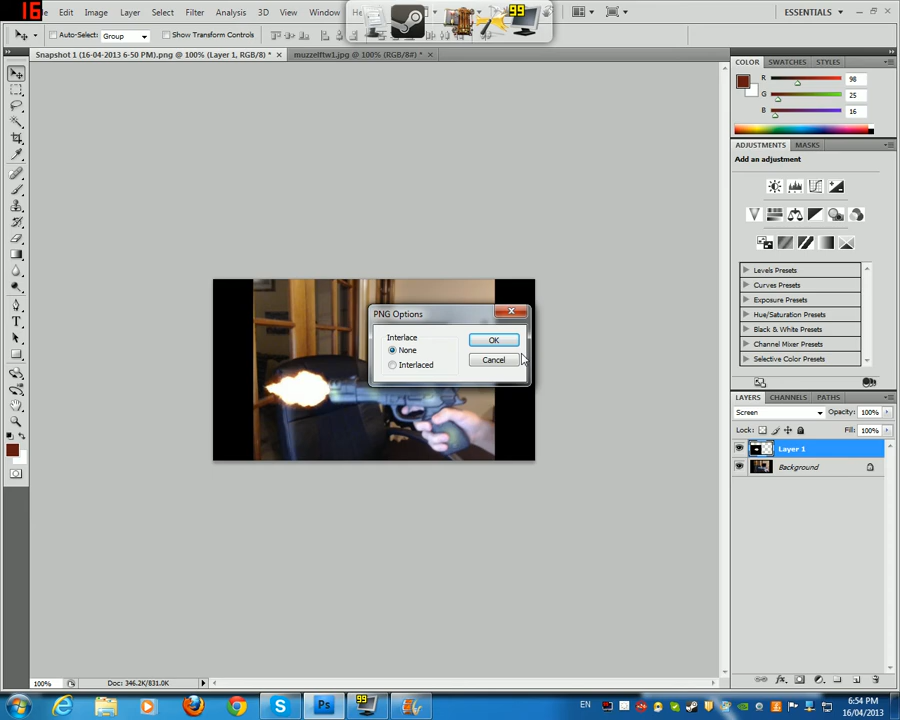 16
Edit Image Layer Select Filter Analysis 3D View Window He
99
ESSENTIALS
Auto-Select: Group Show Transform Controls
Snapshot 1 (16-04-2013 6-50 PM).png @ 100% (Layer 1, RGB/8) * × muzzelftw1.jpg @ 100% (RGB/8#) * ×
COLOR SWATCHES STYLES
R 98
G 25
B 16
ADJUSTMENTS MASKS
Add an adjustment
Levels Presets
Curves Presets
Exposure Presets
Hue/Saturation Presets
Black & White Presets
Channel Mixer Presets
Selective Color Presets
PNG Options
Interlace
None
Interlaced
OK
Cancel
LAYERS CHANNELS PATHS
Screen Opacity: 100%
Lock: Fill: 100%
Layer 1
Background
100% Doc: 346.2K/831.0K
Ps 99 EN 6:54 PM
16/04/2013